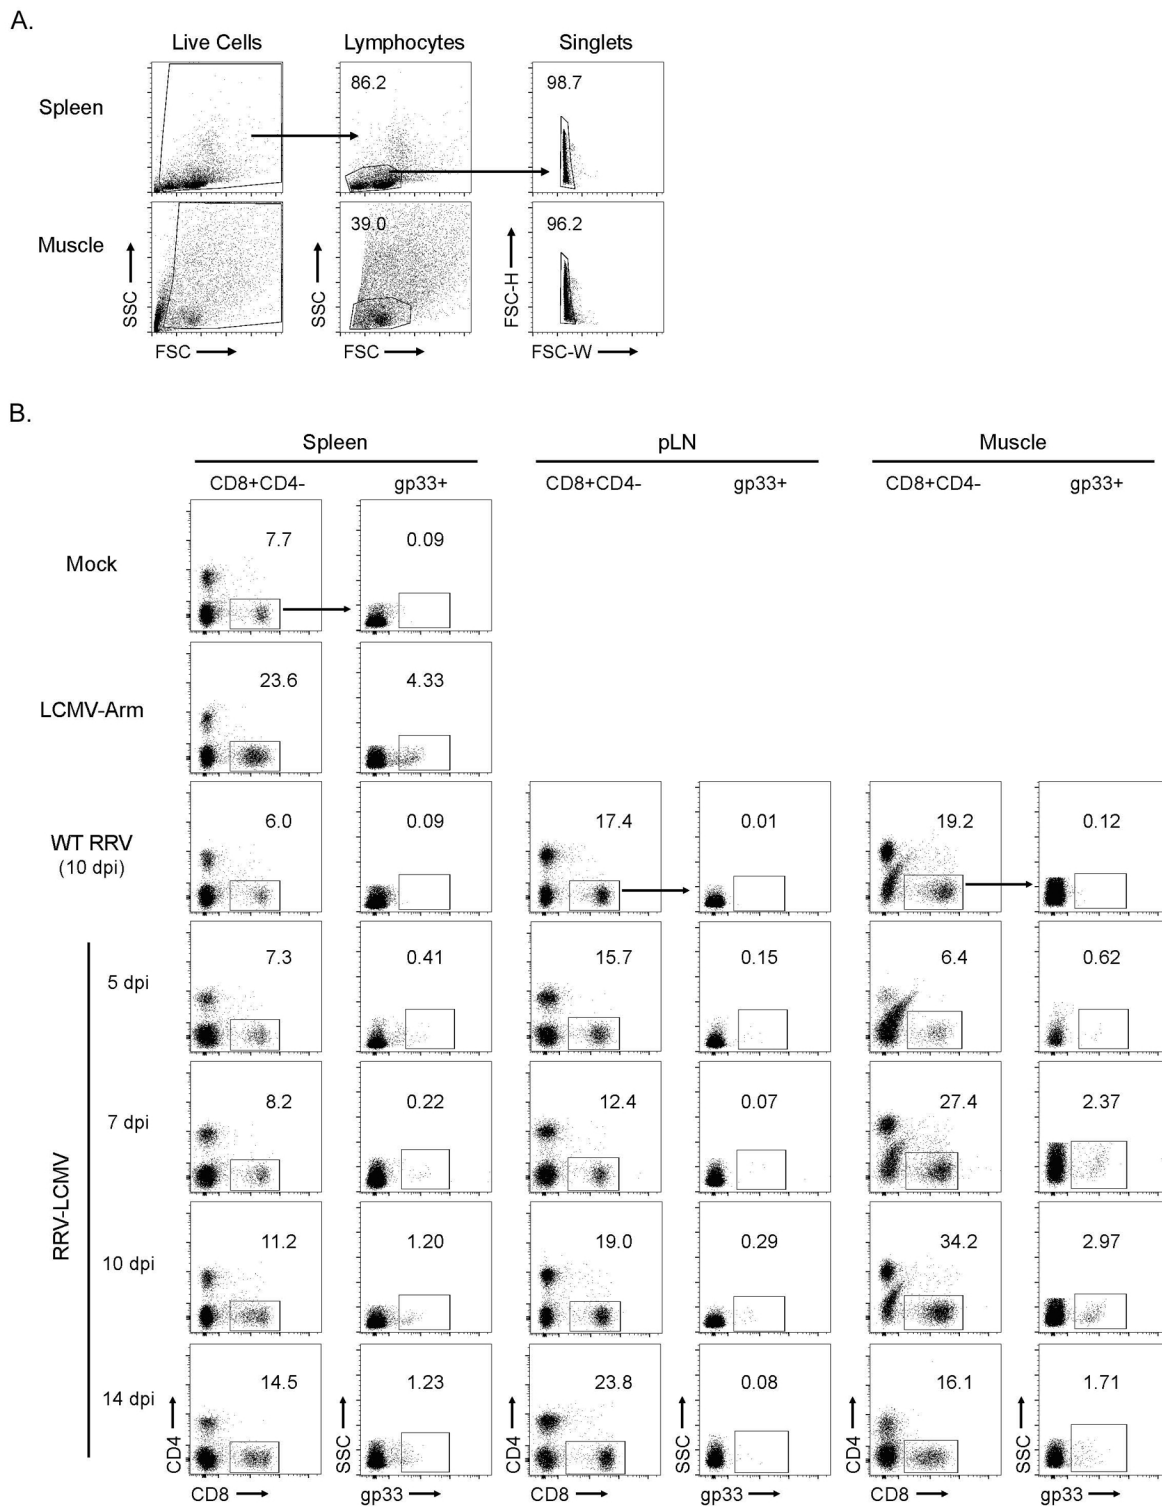 A.
Live Cells Lymphocytes Singlets
Spleen 86.2 98.7
Muscle 39.0 96.2
SSC SSC FSC-H
FSC FSC FSC-W
B.
Spleen pLN Muscle
CD8+CD4- gp33+ CD8+CD4- gp33+ CD8+CD4- gp33+
Mock 7.7 0.09
LCMV-Arm 23.6 4.33
WT RRV 6.0 0.09 17.4 0.01 19.2 0.12
(10 dpi)
RRV-LCMV
5 dpi 7.3 0.41 15.7 0.15 6.4 0.62
7 dpi 8.2 0.22 12.4 0.07 27.4 2.37
10 dpi 11.2 1.20 19.0 0.29 34.2 2.97
14 dpi 14.5 1.23 23.8 0.08 16.1 1.71
CD4 SSC CD4 SSC CD4 SSC
CD8 gp33 CD8 gp33 CD8 gp33